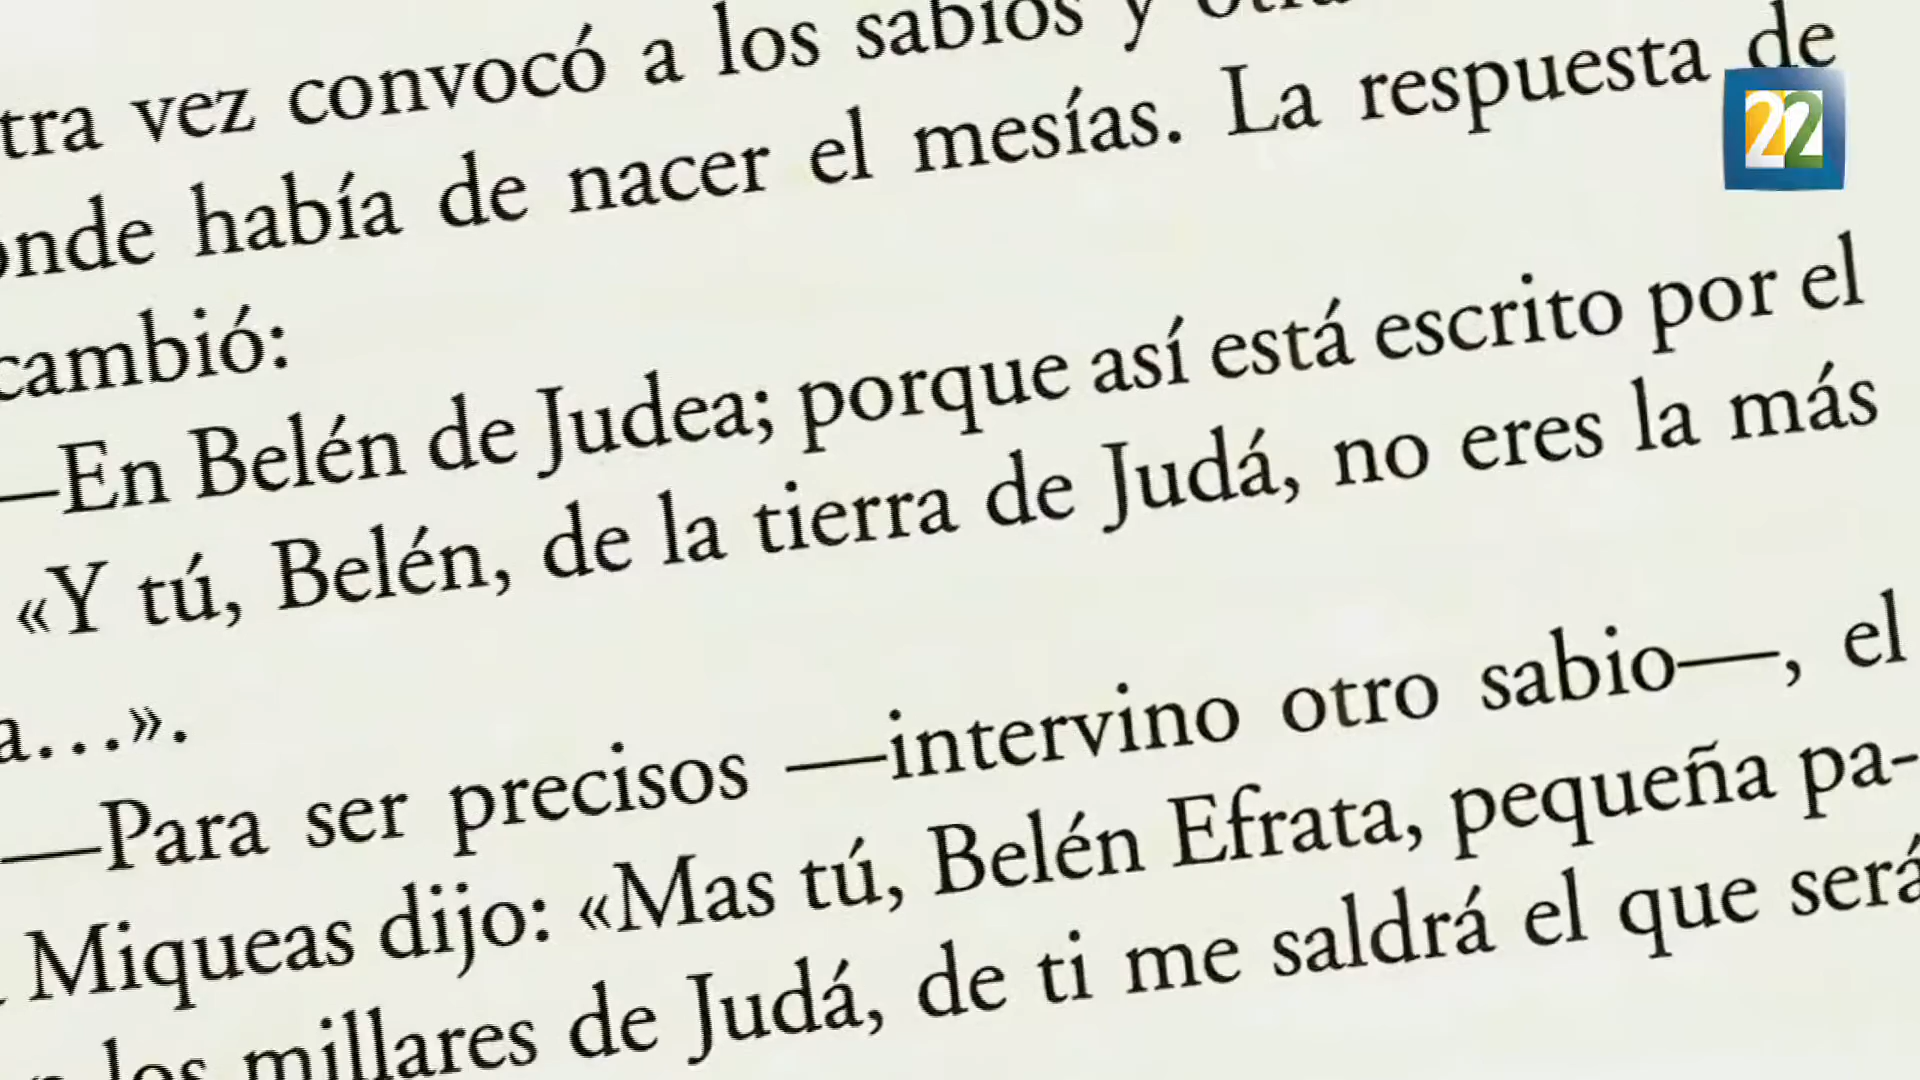 tra vez convocó a los sabios y
onde había de nacer el mesías. La respuesta de
cambió:
—En Belén de Judea; porque así está escrito por el
«Y tú, Belén, de la tierra de Judá, no eres la más
a…».
—Para ser precisos —intervino otro sabio—, el
Miqueas dijo: «Mas tú, Belén Efrata, pequeña pa-
los millares de Judá, de ti me saldrá el que será
22